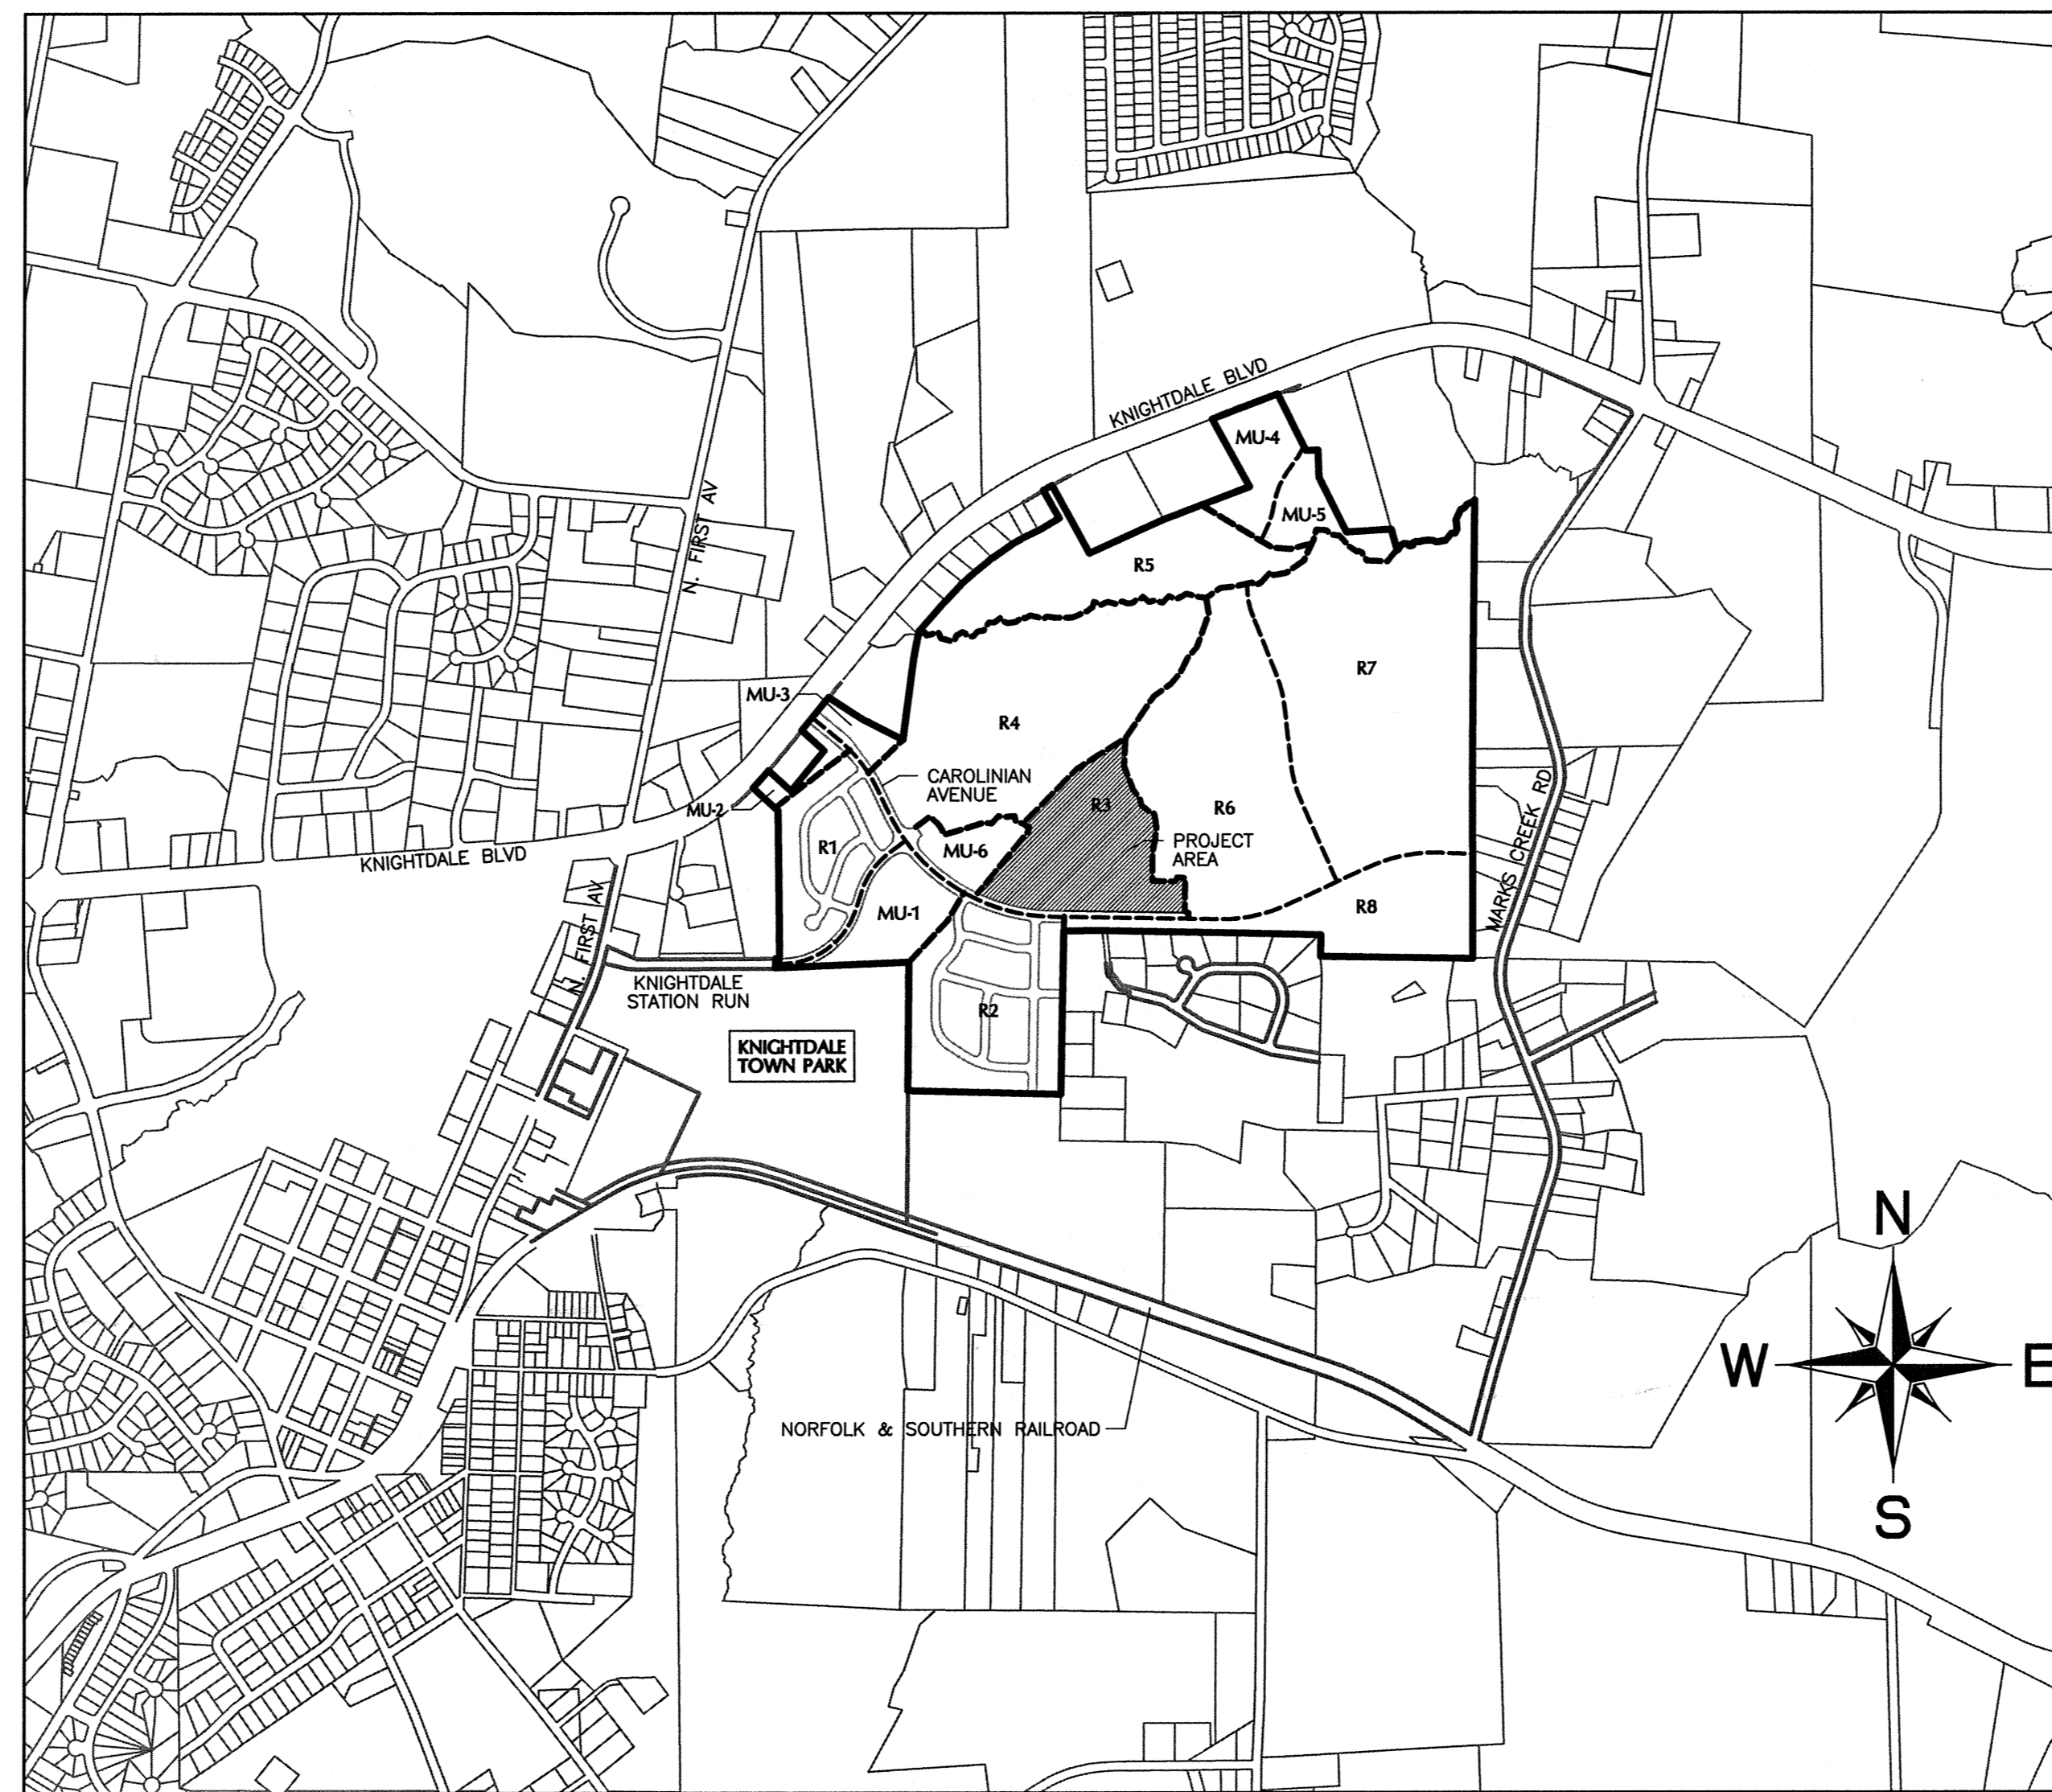 KNIGHTDALE BLVD
MU-4
N. FIRST AV
MU-5
R5
R7
MU-3
R4
CAROLINIAN
AVENUE
R3
R6
MARKS CREEK RD
MU-2
R1
MU-6
PROJECT
AREA
KNIGHTDALE BLVD
N. FIRST AV
MU-1
R8
KNIGHTDALE
STATION RUN
R2
KNIGHTDALE
TOWN PARK
N
W
E
NORFOLK & SOUTHERN RAILROAD
S